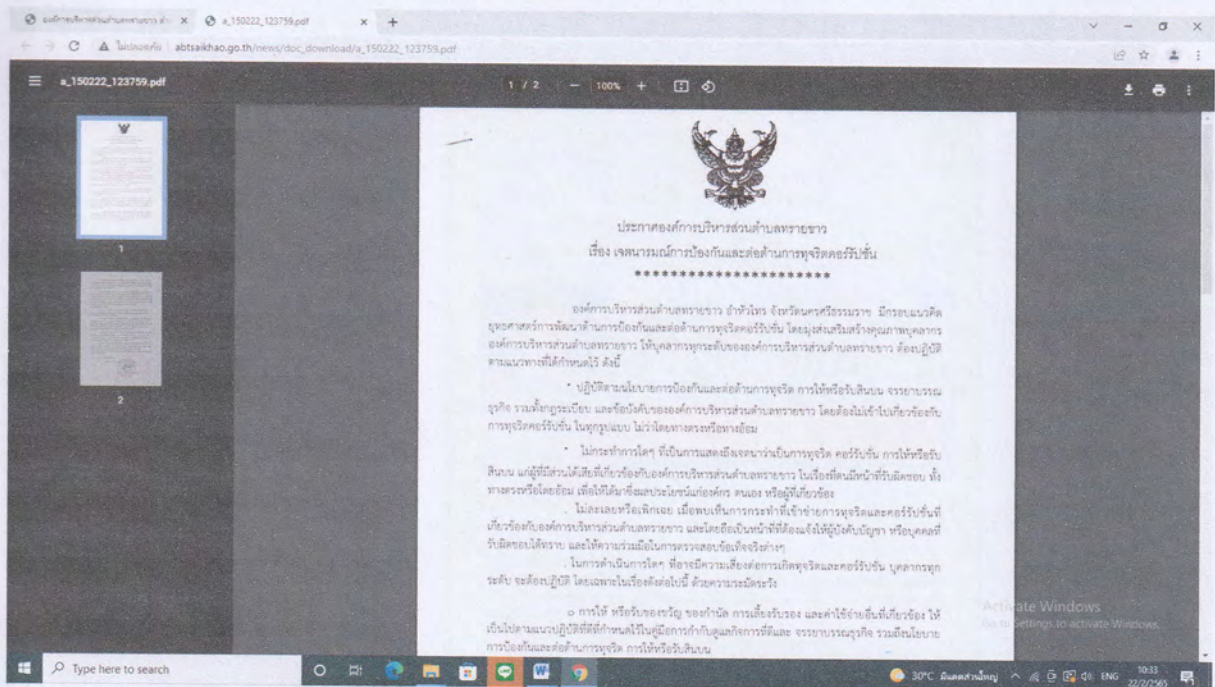 a_150222_123759.pdf
ไม่ปลอดภัย abtsaikhao.go.th/news/doc_download/a_150222_123759.pdf
a_150222_123759.pdf
1 / 2
100%
1
2
ประกาศองค์การบริหารส่วนตำบลทรายขาว
เรื่อง เจตนารมณ์การป้องกันและต่อต้านการทุจริตคอร์รัปชั่น
*********************
องค์การบริหารส่วนตำบลทรายขาว อำหัวไทร จังหวัดนครศรีธรรมราช มีกรอบแนวคิด
ยุทธศาสตร์การพัฒนาด้านการป้องกันและต่อต้านการทุจริตคอร์รัปชั่น โดยมุ่งส่งเสริมสร้างคุณภาพบุคลากร
องค์การบริหารส่วนตำบลทรายขาว ให้บุคลากรทุกระดับขององค์การบริหารส่วนตำบลทรายขาว ต้องปฏิบัติ
ตามแนวทางที่ได้กำหนดไว้ ดังนี้
• ปฏิบัติตามนโยบายการป้องกันและต่อต้านการทุจริต การให้หรือรับสินบน จรรยาบรรณ
ธุรกิจ รวมทั้งกฎระเบียบ และข้อบังคับขององค์การบริหารส่วนตำบลทรายขาว โดยต้องไม่เข้าไปเกี่ยวข้องกับ
การทุจริตคอร์รัปชั่น ในทุกรูปแบบ ไม่ว่าโดยทางตรงหรือทางอ้อม
• ไม่กระทำการใดๆ ที่เป็นการแสดงถึงเจตนาว่าเป็นการทุจริต คอร์รัปชั่น การให้หรือรับ
สินบน แก่ผู้ที่มีส่วนได้เสียที่เกี่ยวข้องกับองค์การบริหารส่วนตำบลทรายขาว ในเรื่องที่ตนมีหน้าที่รับผิดชอบ ทั้ง
ทางตรงหรือโดยอ้อม เพื่อให้ได้มาซึ่งผลประโยชน์แก่องค์กร ตนเอง หรือผู้ที่เกี่ยวข้อง
. ไม่ละเลยหรือเพิกเฉย เมื่อพบเห็นการกระทำที่เข้าข่ายการทุจริตและคอร์รัปชั่นที่
เกี่ยวข้องกับองค์การบริหารส่วนตำบลทรายขาว และโดยถือเป็นหน้าที่ที่ต้องแจ้งให้ผู้บังคับบัญชา หรือบุคคลที่
รับผิดชอบได้ทราบ และให้ความร่วมมือในการตรวจสอบข้อเท็จจริงต่างๆ
. ในการดำเนินการใดๆ ที่อาจมีความเสี่ยงต่อการเกิดทุจริตและคอร์รัปชั่น บุคลากรทุก
ระดับ จะต้องปฏิบัติ โดยเฉพาะในเรื่องดังต่อไปนี้ ด้วยความระมัดระวัง
o การให้ หรือรับของขวัญ ของกำนัล การเลี้ยงรับรอง และค่าใช้จ่ายอื่นที่เกี่ยวข้อง ให้
เป็นไปตามแนวปฏิบัติที่ดีที่กำหนดไว้ในคู่มือการกำกับดูแลกิจการที่ดีและ จรรยาบรรณธุรกิจ รวมถึงนโยบาย
การป้องกันและต่อต้านการทุจริต การให้หรือรับสินบน
Activate Windows
Go to Settings to activate Windows.
Type here to search
30°C มีแดดส่วนใหญ่ ENG 10:33
22/2/2565